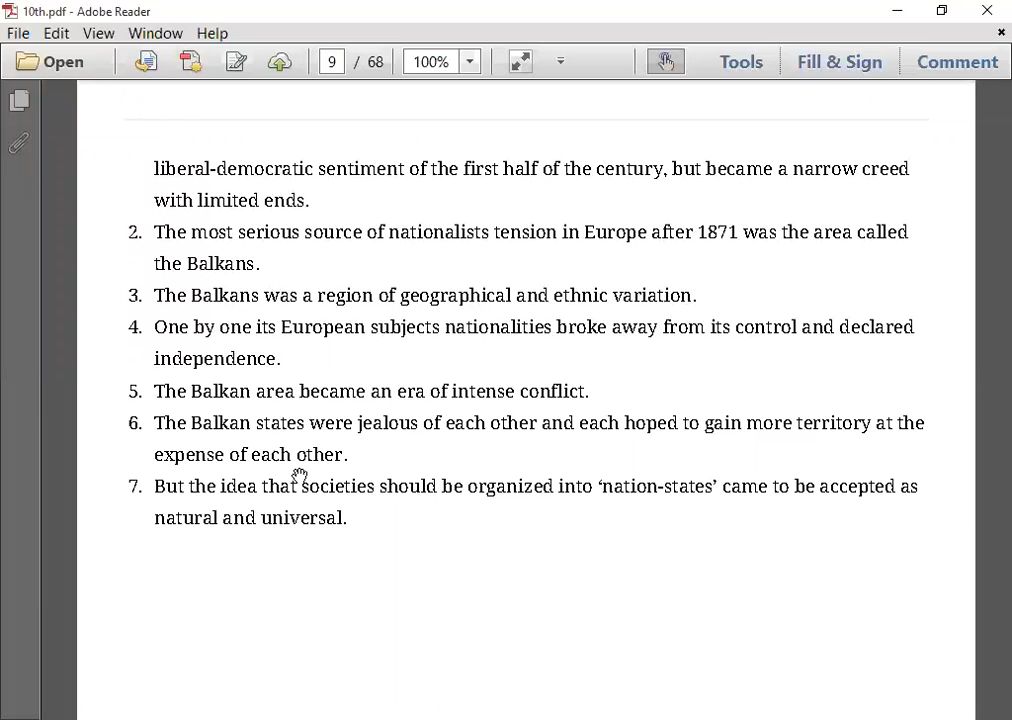 10th.pdf - Adobe Reader
File Edit View Window Help
Open 9 / 68 100% Tools Fill & Sign Comment
liberal-democratic sentiment of the first half of the century, but became a narrow creed
with limited ends.
2. The most serious source of nationalists tension in Europe after 1871 was the area called
the Balkans.
3. The Balkans was a region of geographical and ethnic variation.
4. One by one its European subjects nationalities broke away from its control and declared
independence.
5. The Balkan area became an era of intense conflict.
6. The Balkan states were jealous of each other and each hoped to gain more territory at the
expense of each other.
7. But the idea that societies should be organized into ‘nation-states’ came to be accepted as
natural and universal.